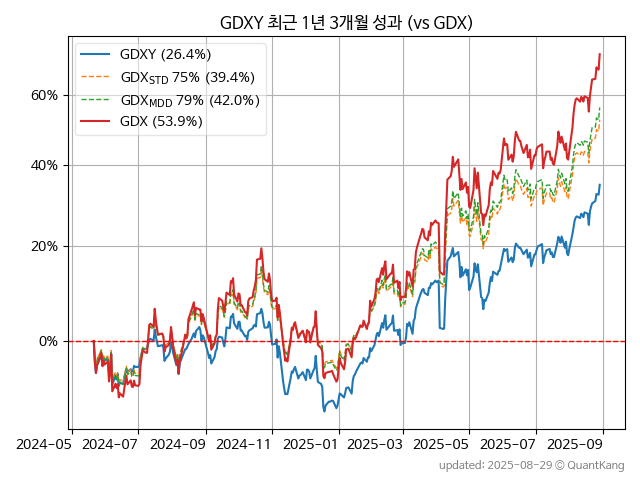 GDXY 최근 1년 3개월 성과 (vs GDX)
GDXY (26.4%)
GDX_STD 75% (39.4%)
GDX_MDD 79% (42.0%)
GDX (53.9%)
60%
40%
20%
0%
2024-05 2024-07 2024-09 2024-11 2025-01 2025-03 2025-05 2025-07 2025-09
updated: 2025-08-29 © QuantKang